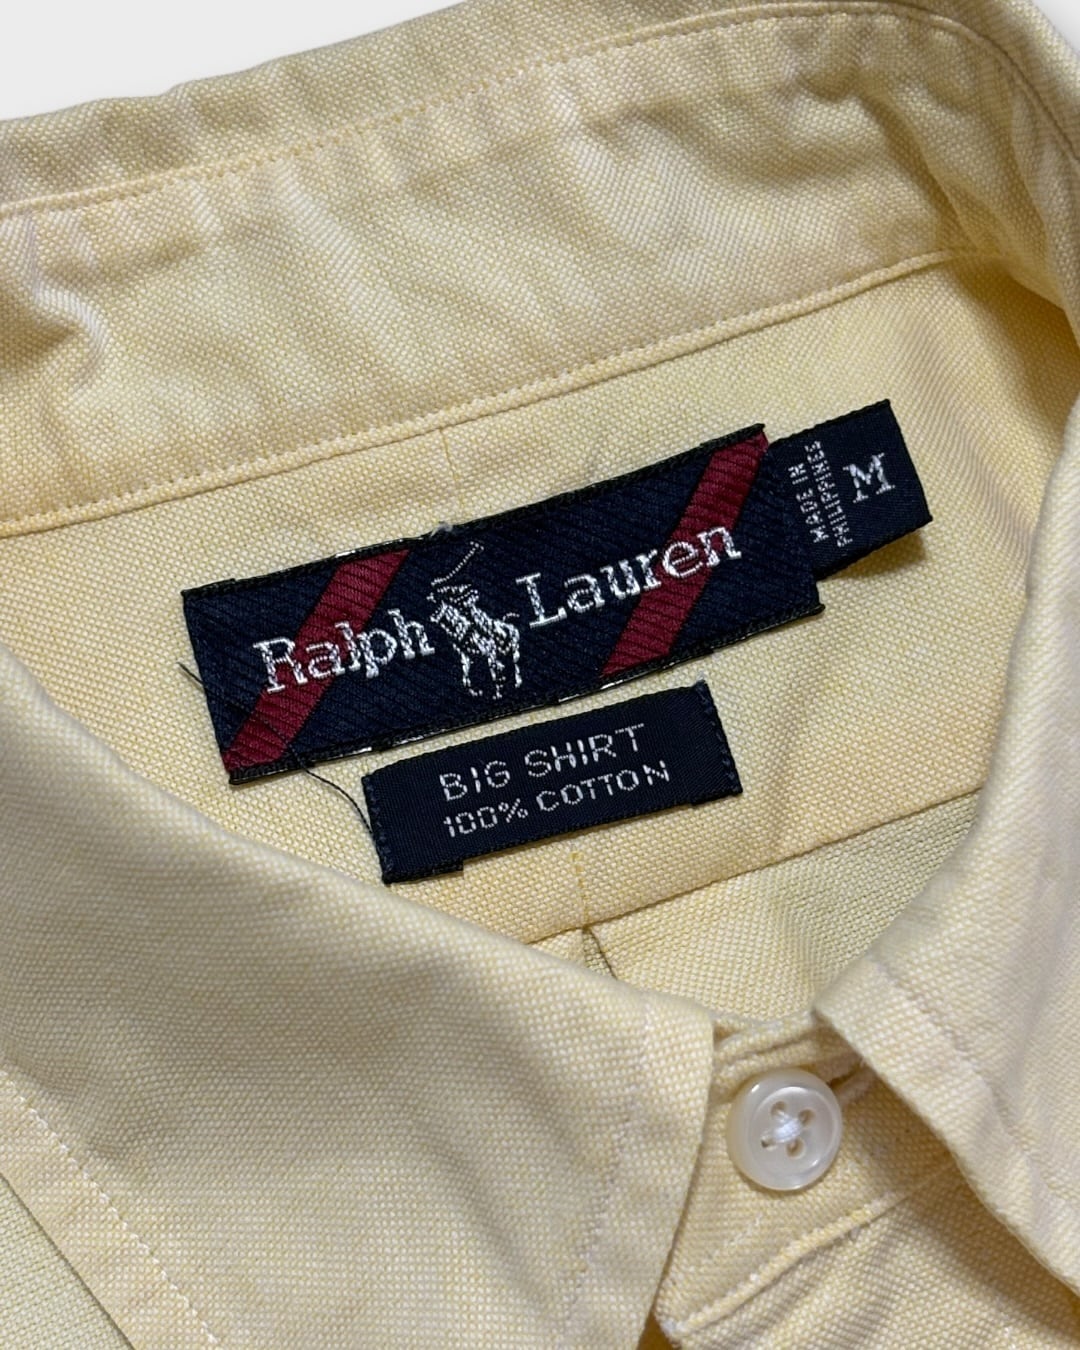 Ralph Lauren
MADE IN
PHILIPPINES
M
BIG SHIRT
100% COTTON